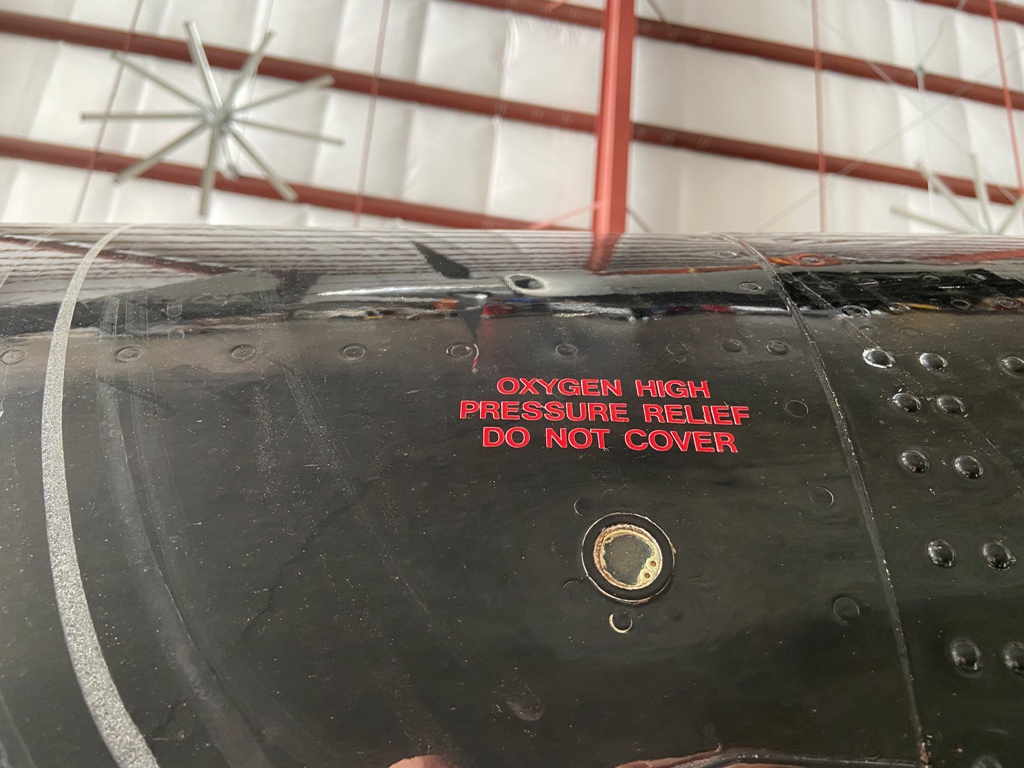 OXYGEN HIGH
PRESSURE RELIEF
DO NOT COVER